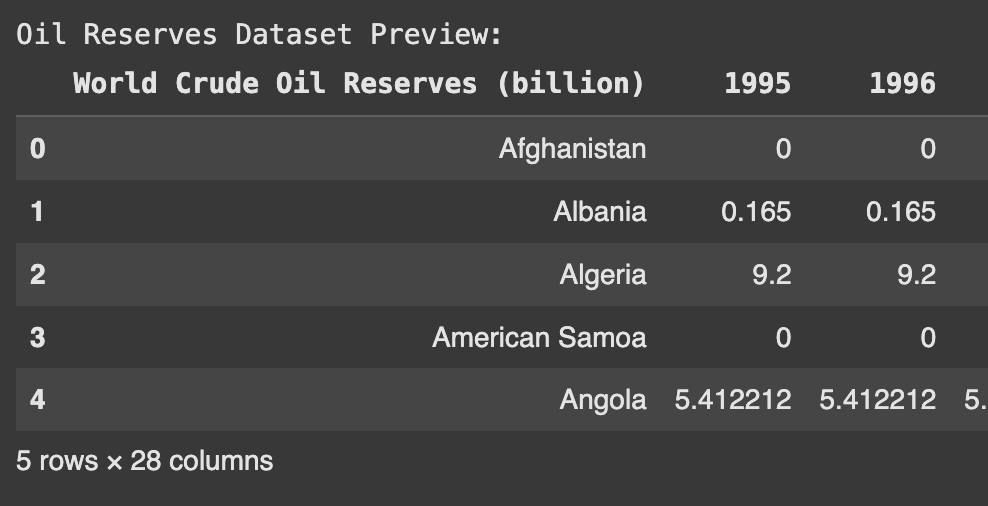 Oil Reserves Dataset Preview:
World Crude Oil Reserves (billion) 1995 1996
0 Afghanistan 0 0
1 Albania 0.165 0.165
2 Algeria 9.2 9.2
3 American Samoa 0 0
4 Angola 5.412212 5.412212 5.
5 rows × 28 columns